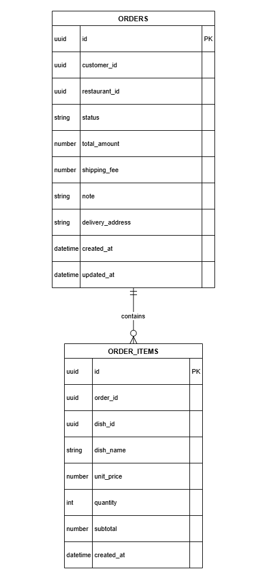 ORDERS
uuid id PK
uuid customer_id
uuid restaurant_id
string status
number total_amount
number shipping_fee
string note
string delivery_address
datetime created_at
datetime updated_at
contains
ORDER_ITEMS
uuid id PK
uuid order_id
uuid dish_id
string dish_name
number unit_price
int quantity
number subtotal
datetime created_at